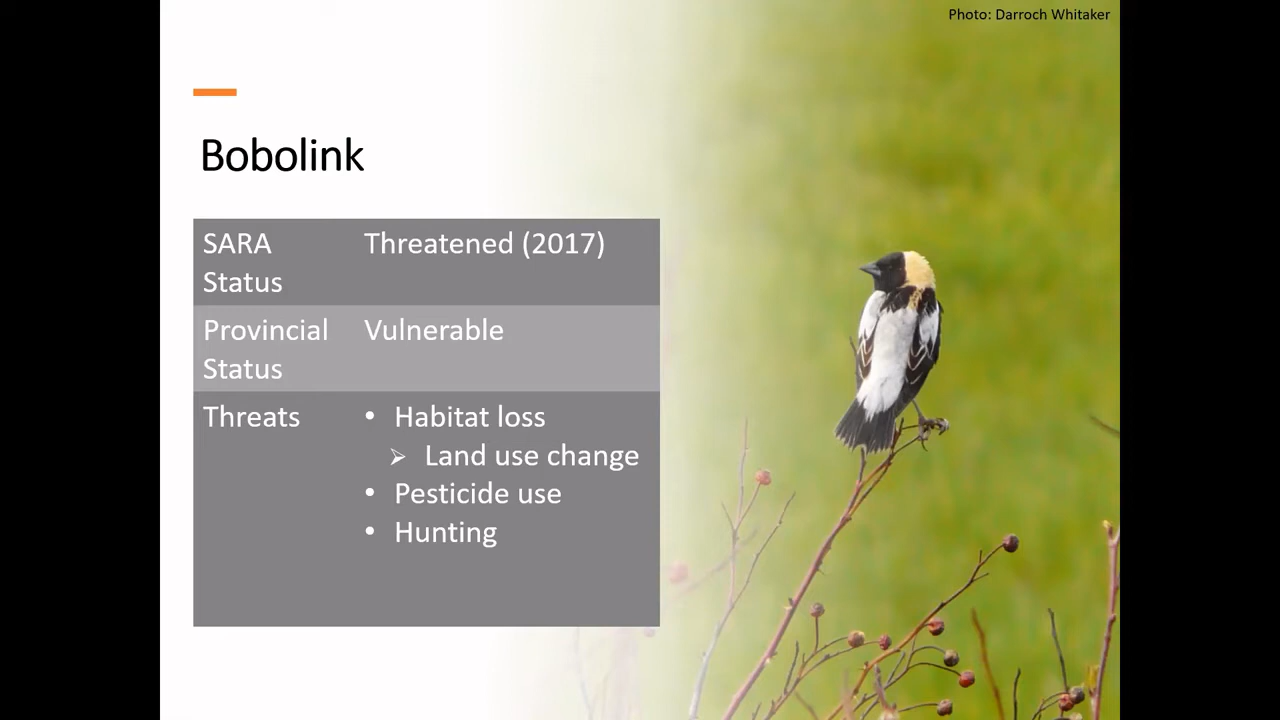 Photo: Darroch Whitaker
Bobolink
SARA Status
Threatened (2017)
Provincial Status
Vulnerable
Threats
• Habitat loss
➢ Land use change
• Pesticide use
• Hunting